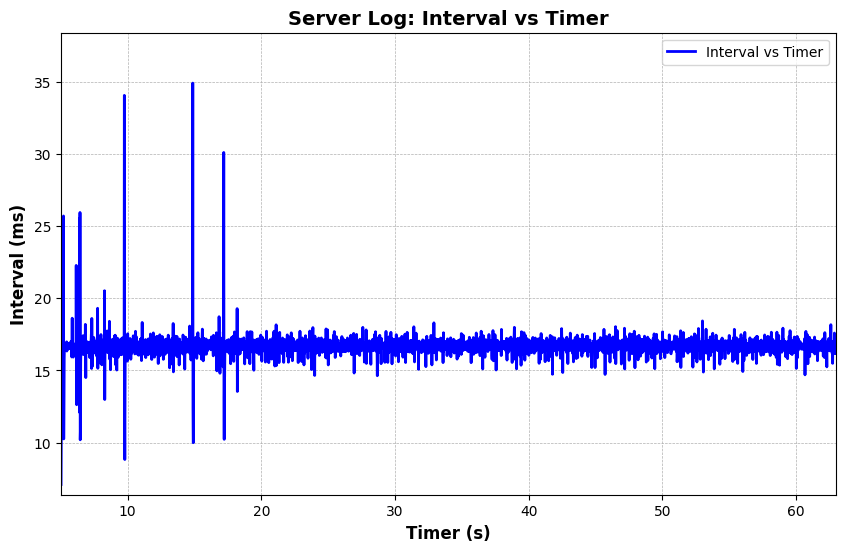 Server Log: Interval vs Timer
Interval vs Timer
35
30
25
20
15
10
Interval (ms)
10 20 30 40 50 60
Timer (s)